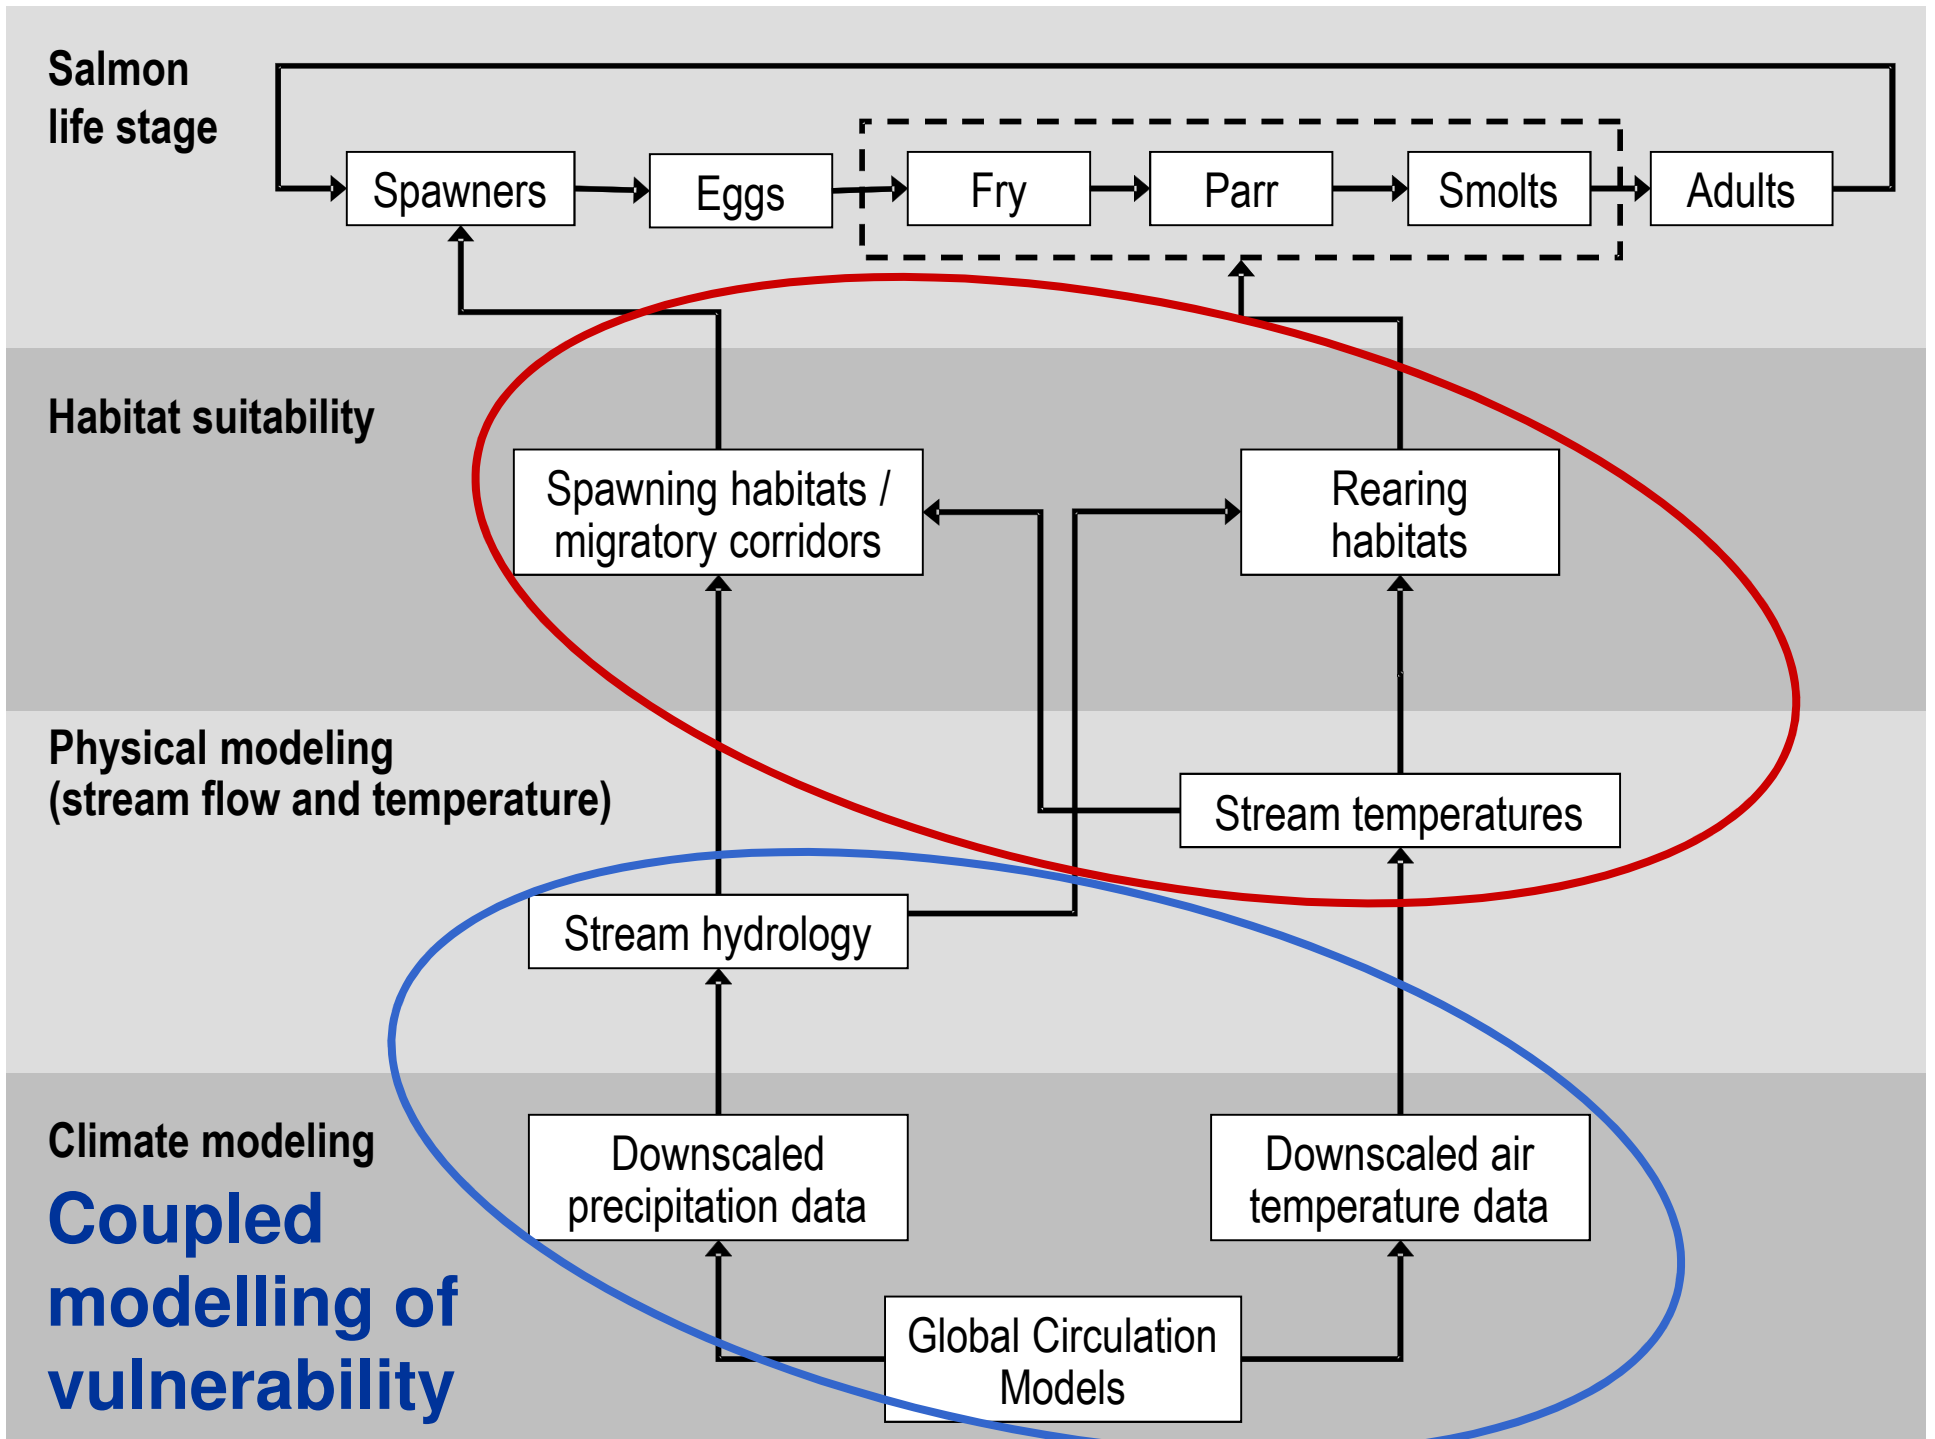 Salmon
life stage
Spawners
Eggs
Fry
Parr
Smolts
Adults
Habitat suitability
Spawning habitats /
migratory corridors
Rearing
habitats
Physical modeling
(stream flow and temperature)
Stream temperatures
Stream hydrology
Climate modeling
Downscaled
precipitation data
Downscaled air
temperature data
Coupled
modelling of
vulnerability
Global Circulation
Models